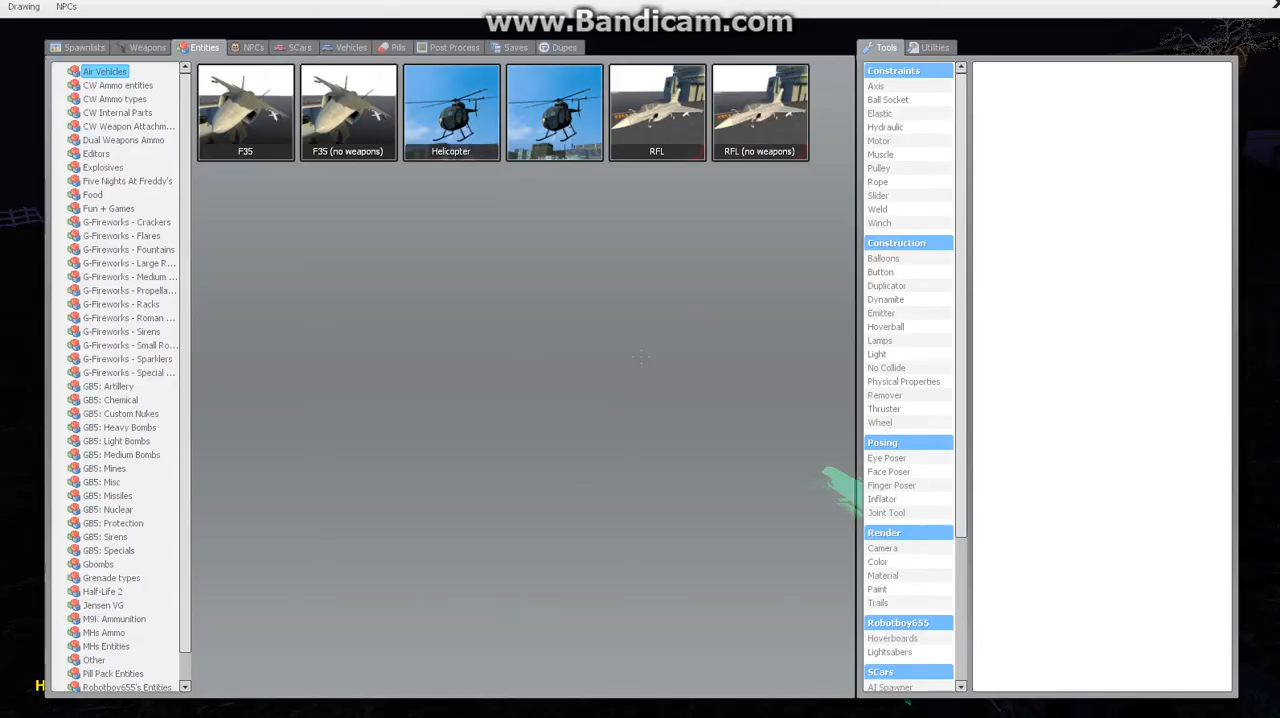 Drawing NPCs
www.Bandicam.com
Spawnlists Weapons Entities NPCs SCars Vehicles Pills Post Process Saves Dupes
Air Vehicles
CW Ammo entities
CW Ammo types
CW Internal Parts
CW Weapon Attachm...
Dual Weapons Ammo
Editors
Explosives
Five Nights At Freddy's
Food
Fun + Games
G-Fireworks - Crackers
G-Fireworks - Flares
G-Fireworks - Fountains
G-Fireworks - Large R...
G-Fireworks - Medium ...
G-Fireworks - Propella...
G-Fireworks - Racks
G-Fireworks - Roman ...
G-Fireworks - Sirens
G-Fireworks - Small Ro...
G-Fireworks - Sparklers
G-Fireworks - Special ...
GB5: Artillery
GB5: Chemical
GB5: Custom Nukes
GB5: Heavy Bombs
GB5: Light Bombs
GB5: Medium Bombs
GB5: Mines
GB5: Misc
GB5: Missiles
GB5: Nuclear
GB5: Protection
GB5: Sirens
GB5: Specials
Gbombs
Grenade types
Half-Life 2
Jensen VG
M9K Ammunition
MHs Ammo
MHs Entities
Other
Pill Pack Entities
Robotboy655's Entities
F35
F35 (no weapons)
Helicopter
RFL
RFL (no weapons)
H
Tools Utilities
Constraints
Axis
Ball Socket
Elastic
Hydraulic
Motor
Muscle
Pulley
Rope
Slider
Weld
Winch
Construction
Balloons
Button
Duplicator
Dynamite
Emitter
Hoverball
Lamps
Light
No Collide
Physical Properties
Remover
Thruster
Wheel
Posing
Eye Poser
Face Poser
Finger Poser
Inflator
Joint Tool
Render
Camera
Color
Material
Paint
Trails
Robotboy655
Hoverboards
Lightsabers
SCars
AI Spawner